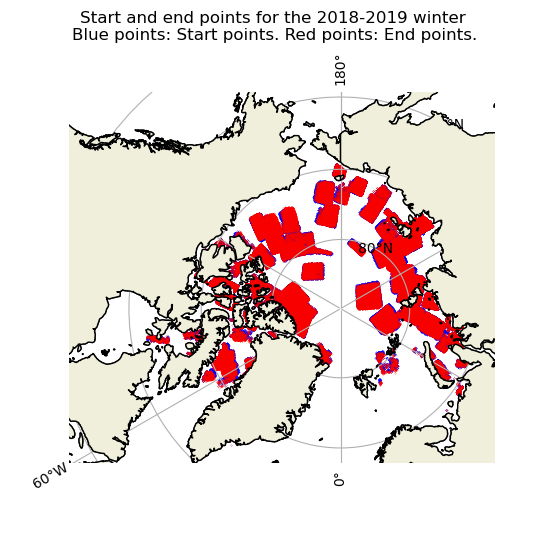 Start and end points for the 2018-2019 winter
Blue points: Start points. Red points: End points.
180°
80°N
60°W
0°